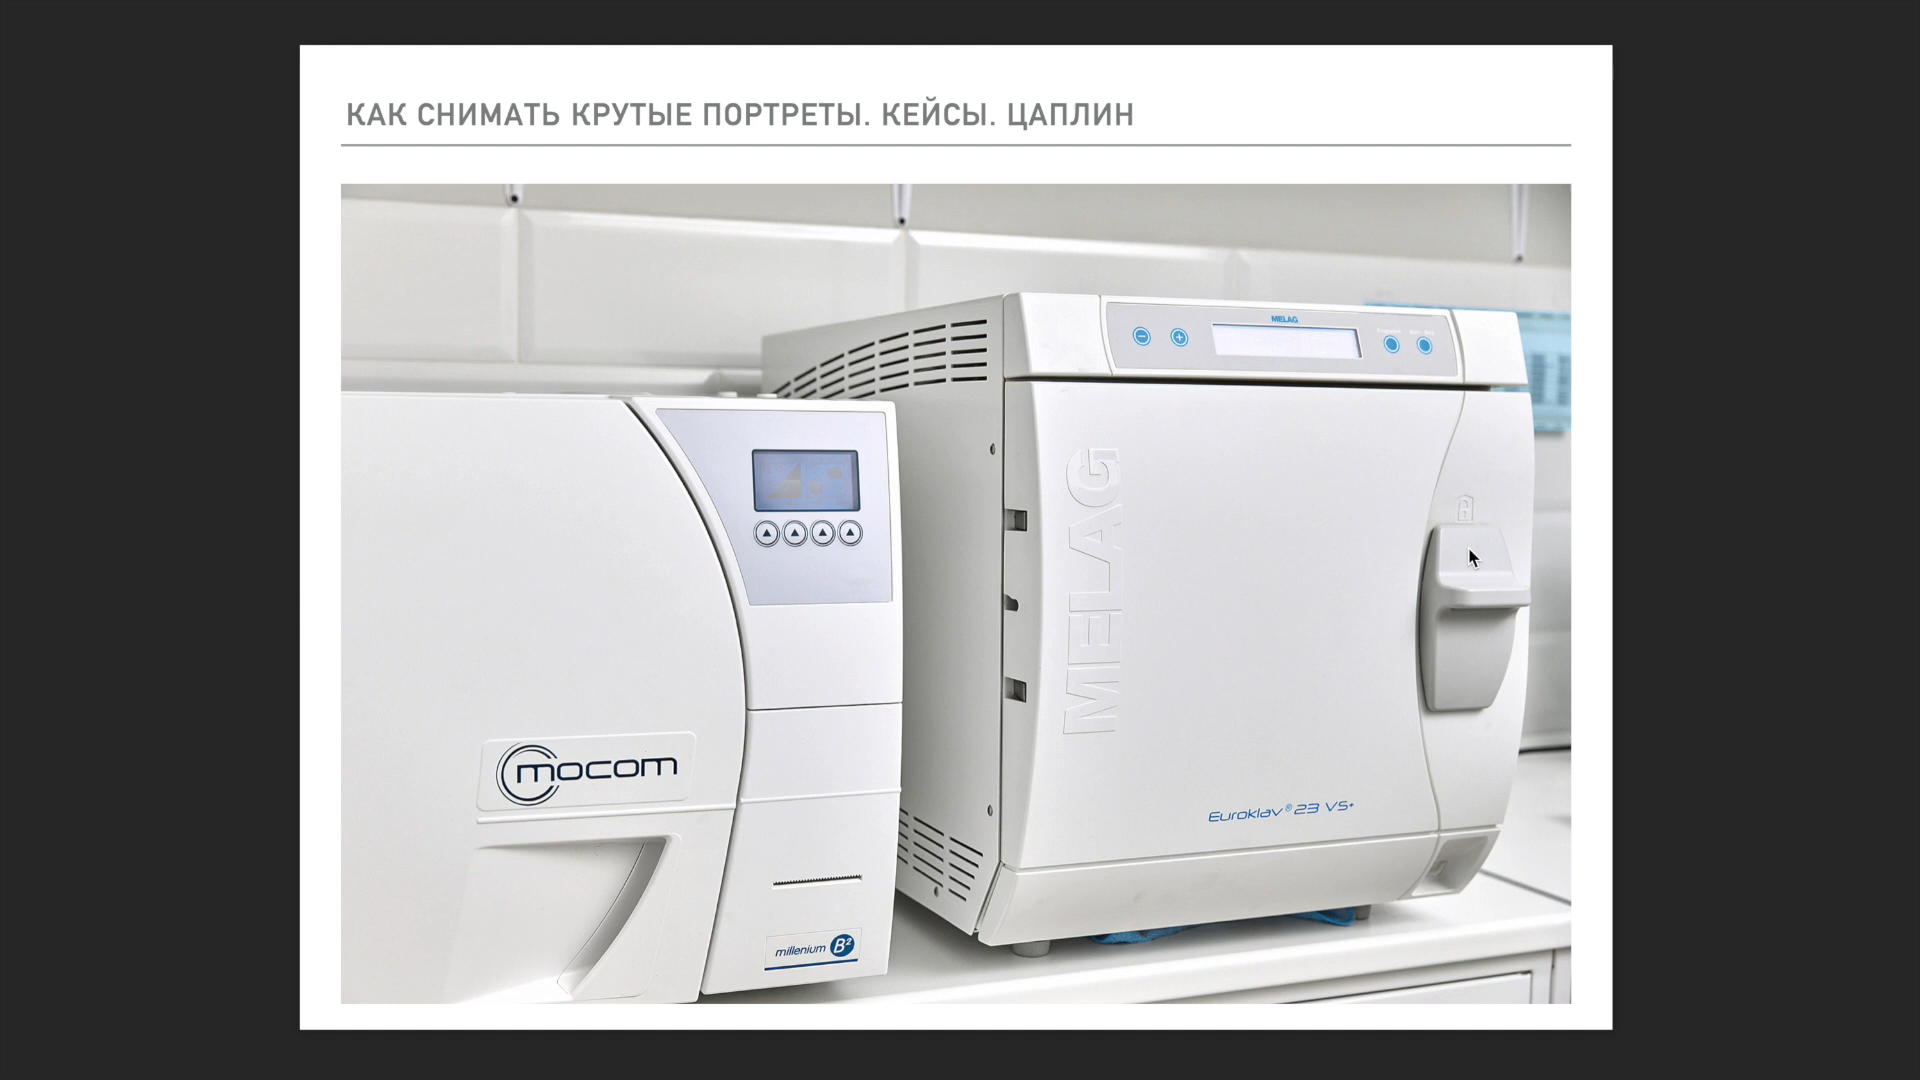 КАК СНИМАТЬ КРУТЫЕ ПОРТРЕТЫ. КЕЙСЫ. ЦАПЛИН
MELAG
MELAG
Euroklav® 23 VS+
mocom
millenium B²